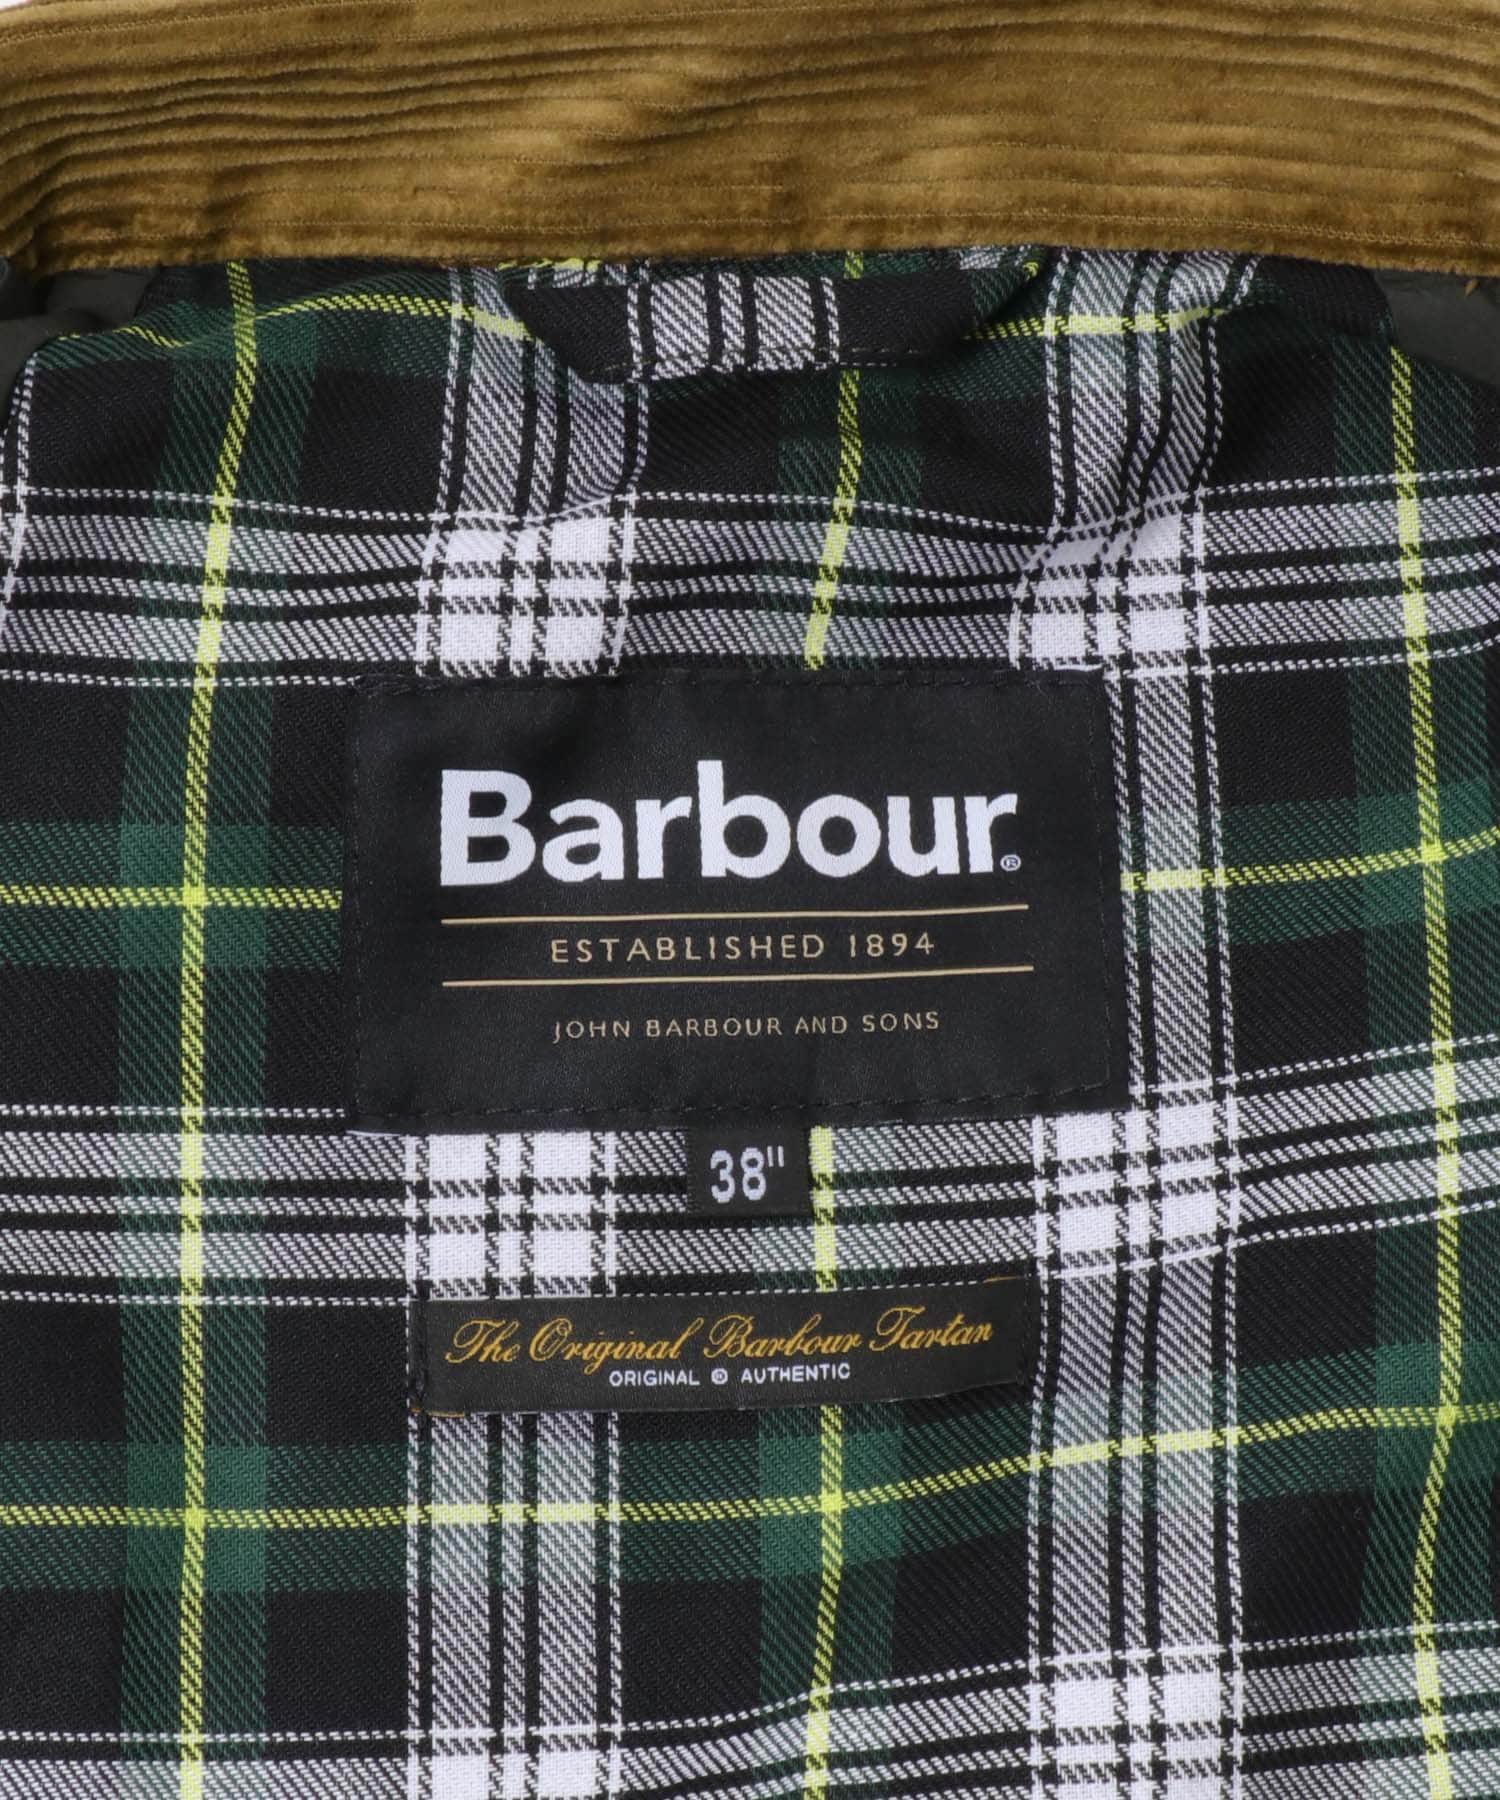 Barbour®
ESTABLISHED 1894
JOHN BARBOUR AND SONS
38"
The Original Barbour Tartan
ORIGINAL ® AUTHENTIC